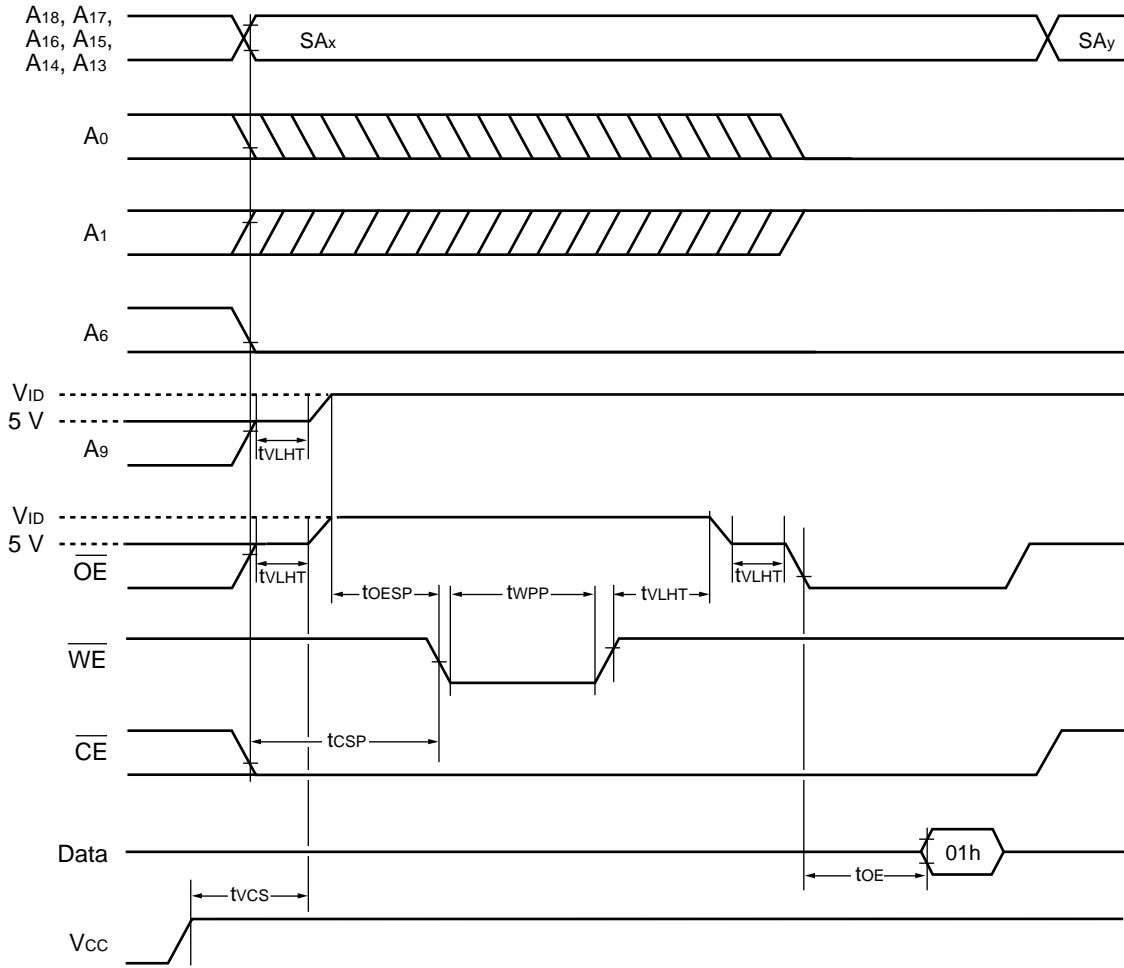 A18, A17,
A16, A15,
A14, A13
SAx
SAy
A0
A1
A6
VID
5 V
A9
tVLHT
VID
5 V
OE
tVLHT
tVLHT
tOESP
tWPP
tVLHT
WE
CE
tCSP
Data
01h
tOE
tVCS
VCC